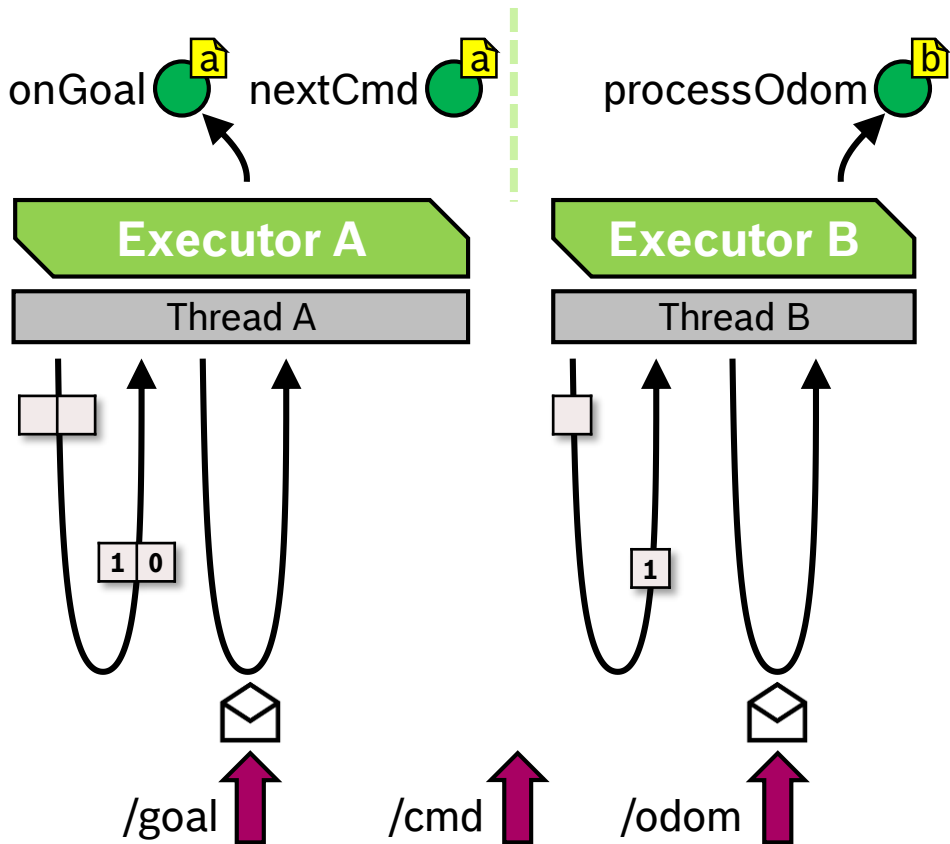 a
a
b
onGoal
nextCmd
processOdom
Executor A
Executor B
Thread A
Thread B
1 0
1
/goal
/cmd
/odom